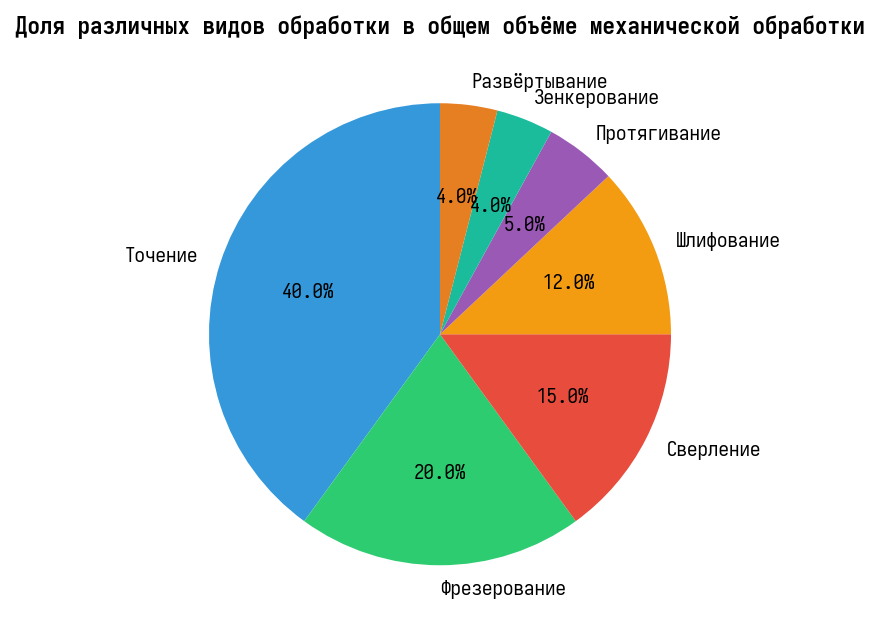 Доля различных видов обработки в общем объёме механической обработки
Развёртывание
Зенкерование
Протягивание
Шлифование
Сверление
Фрезерование
Точение
4.0%
4.0%
5.0%
12.0%
15.0%
20.0%
40.0%